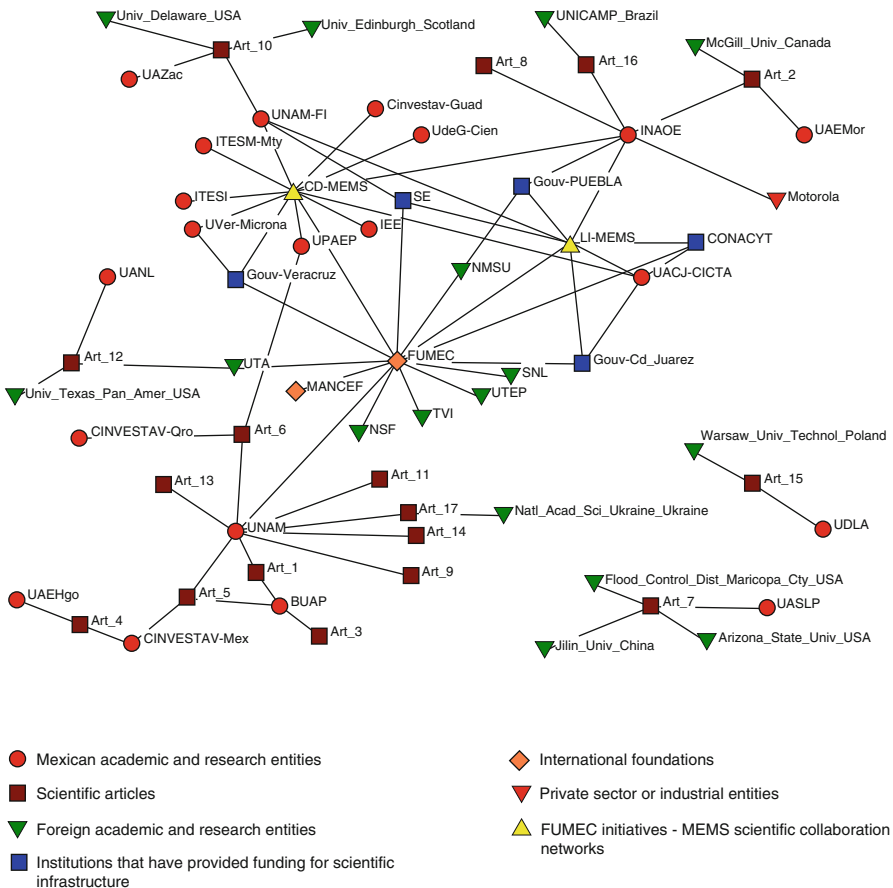 Univ_Delaware_USA
Univ_Edinburgh_Scotland
UNICAMP_Brazil
McGill_Univ_Canada
Art_10
Art_8
Art_16
Art_2
UAZac
UNAM-FI
Cinvestav-Guad
UdeG-Cien
INAOE
UAEMor
ITESM-Mty
CD-MEMS
SE
Gouv-PUEBLA
Motorola
ITESI
UVer-Microna
IEE
UPAEP
LI-MEMS
CONACYT
UANL
Gouv-Veracruz
NMSU
UACJ-CICTA
Art_12
UTA
FUMEC
Gouv-Cd_Juarez
SNL
Univ_Texas_Pan_Amer_USA
MANCEF
UTEP
TVI
NSF
CINVESTAV-Qro
Art_6
Warsaw_Univ_Technol_Poland
Art_13
Art_11
Art_15
Art_17
Natl_Acad_Sci_Ukraine_Ukraine
UNAM
Art_14
UDLA
Art_1
Art_9
Flood_Control_Dist_Maricopa_Cty_USA
UAEHgo
Art_5
BUAP
Art_7
UASLP
Art_4
CINVESTAV-Mex
Art_3
Jilin_Univ_China
Arizona_State_Univ_USA
Mexican academic and research entities
Scientific articles
Foreign academic and research entities
Institutions that have provided funding for scientific
infrastructure
International foundations
Private sector or industrial entities
FUMEC initiatives - MEMS scientific collaboration
networks